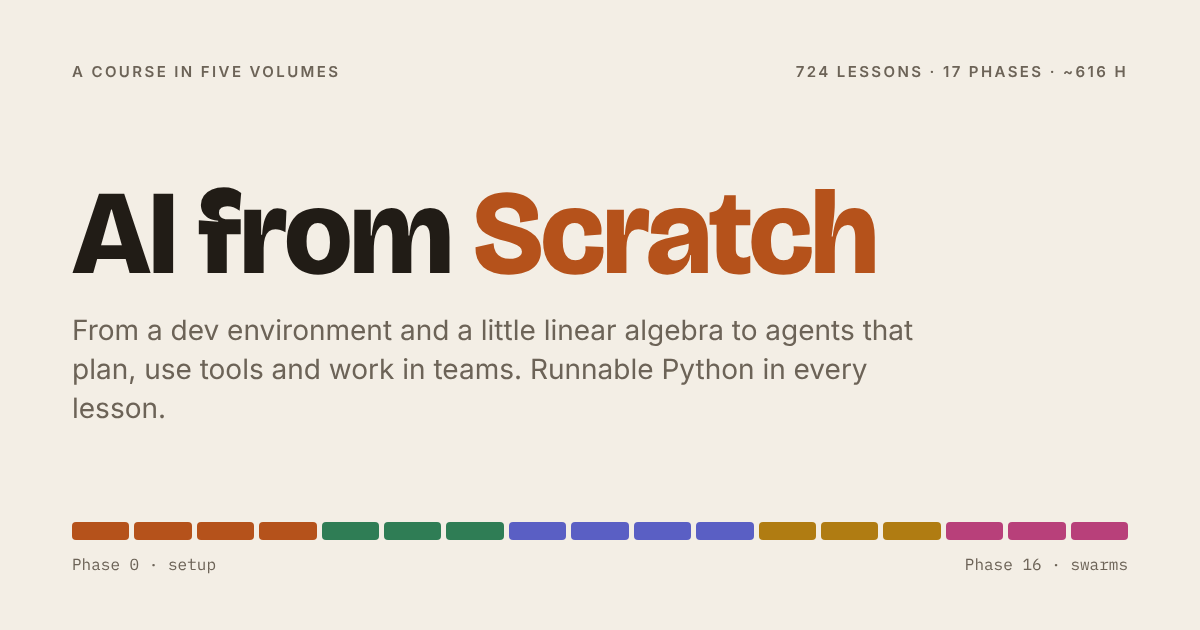 A COURSE IN FIVE VOLUMES
724 LESSONS · 17 PHASES · ~616 H
AI from Scratch
From a dev environment and a little linear algebra to agents that
plan, use tools and work in teams. Runnable Python in every
lesson.
Phase 0 · setup
Phase 16 · swarms